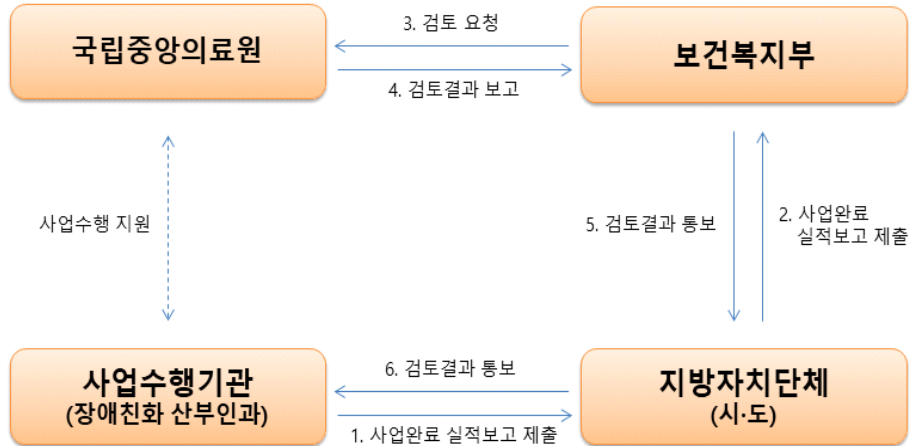 국립중앙의료원
3. 검토 요청
4. 검토결과 보고
보건복지부
사업수행 지원
5. 검토결과 통보
2. 사업완료
실적보고 제출
사업수행기관
(장애친화 산부인과)
6. 검토결과 통보
1. 사업완료 실적보고 제출
지방자치단체
(시·도)